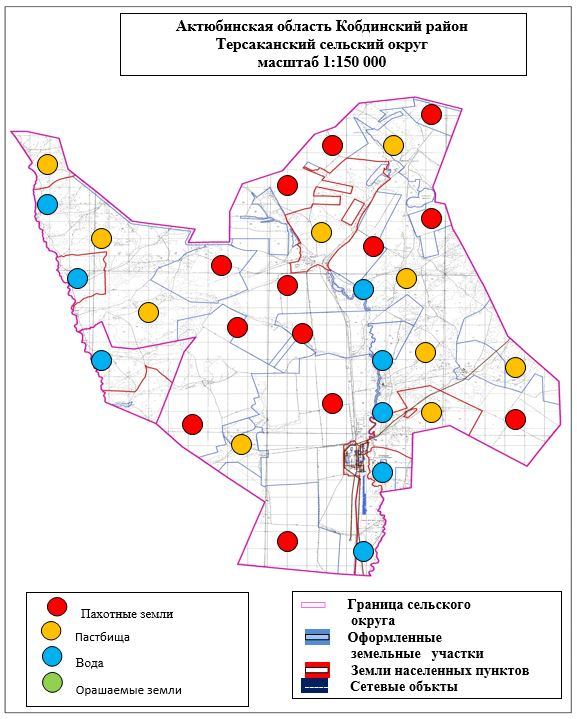 Актюбинская область Кобдинский район
Терсаканский сельский округ
масштаб 1:150 000
Пахотные земли
Пастбища
Вода
Орашаемые земли
Граница сельского
округа
Оформленные
земельные участки
Земли населенных пунктов
Сетевые объкты